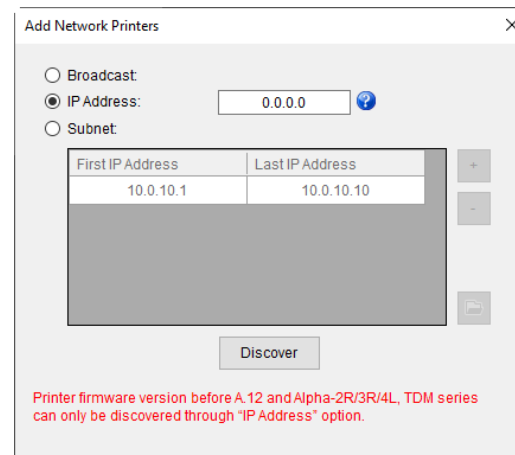 Add Network Printers
Broadcast:
IP Address: 0.0.0.0 ?
Subnet:
First IP Address Last IP Address
10.0.10.1 10.0.10.10
+
-
Discover
Printer firmware version before A.12 and Alpha-2R/3R/4L, TDM series
can only be discovered through “IP Address” option.